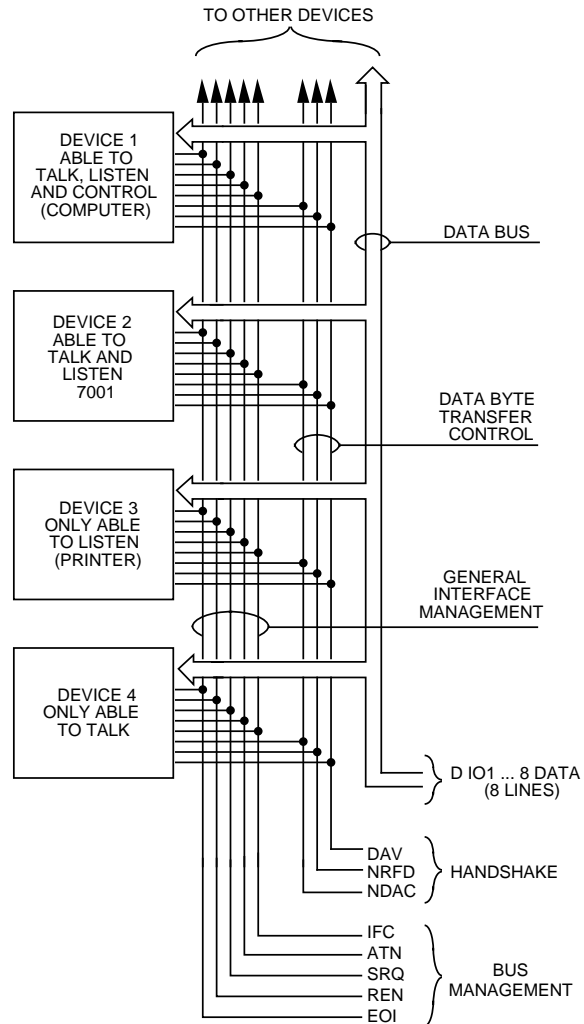 TO OTHER DEVICES
DEVICE 1
ABLE TO
TALK, LISTEN
AND CONTROL
(COMPUTER)
DATA BUS
DEVICE 2
ABLE TO
TALK AND
LISTEN
7001
DATA BYTE
TRANSFER
CONTROL
DEVICE 3
ONLY ABLE
TO LISTEN
(PRINTER)
GENERAL
INTERFACE
MANAGEMENT
DEVICE 4
ONLY ABLE
TO TALK
D IO1 ... 8 DATA
(8 LINES)
DAV
NRFD
NDAC
HANDSHAKE
IFC
ATN
SRQ
REN
EOI
BUS
MANAGEMENT